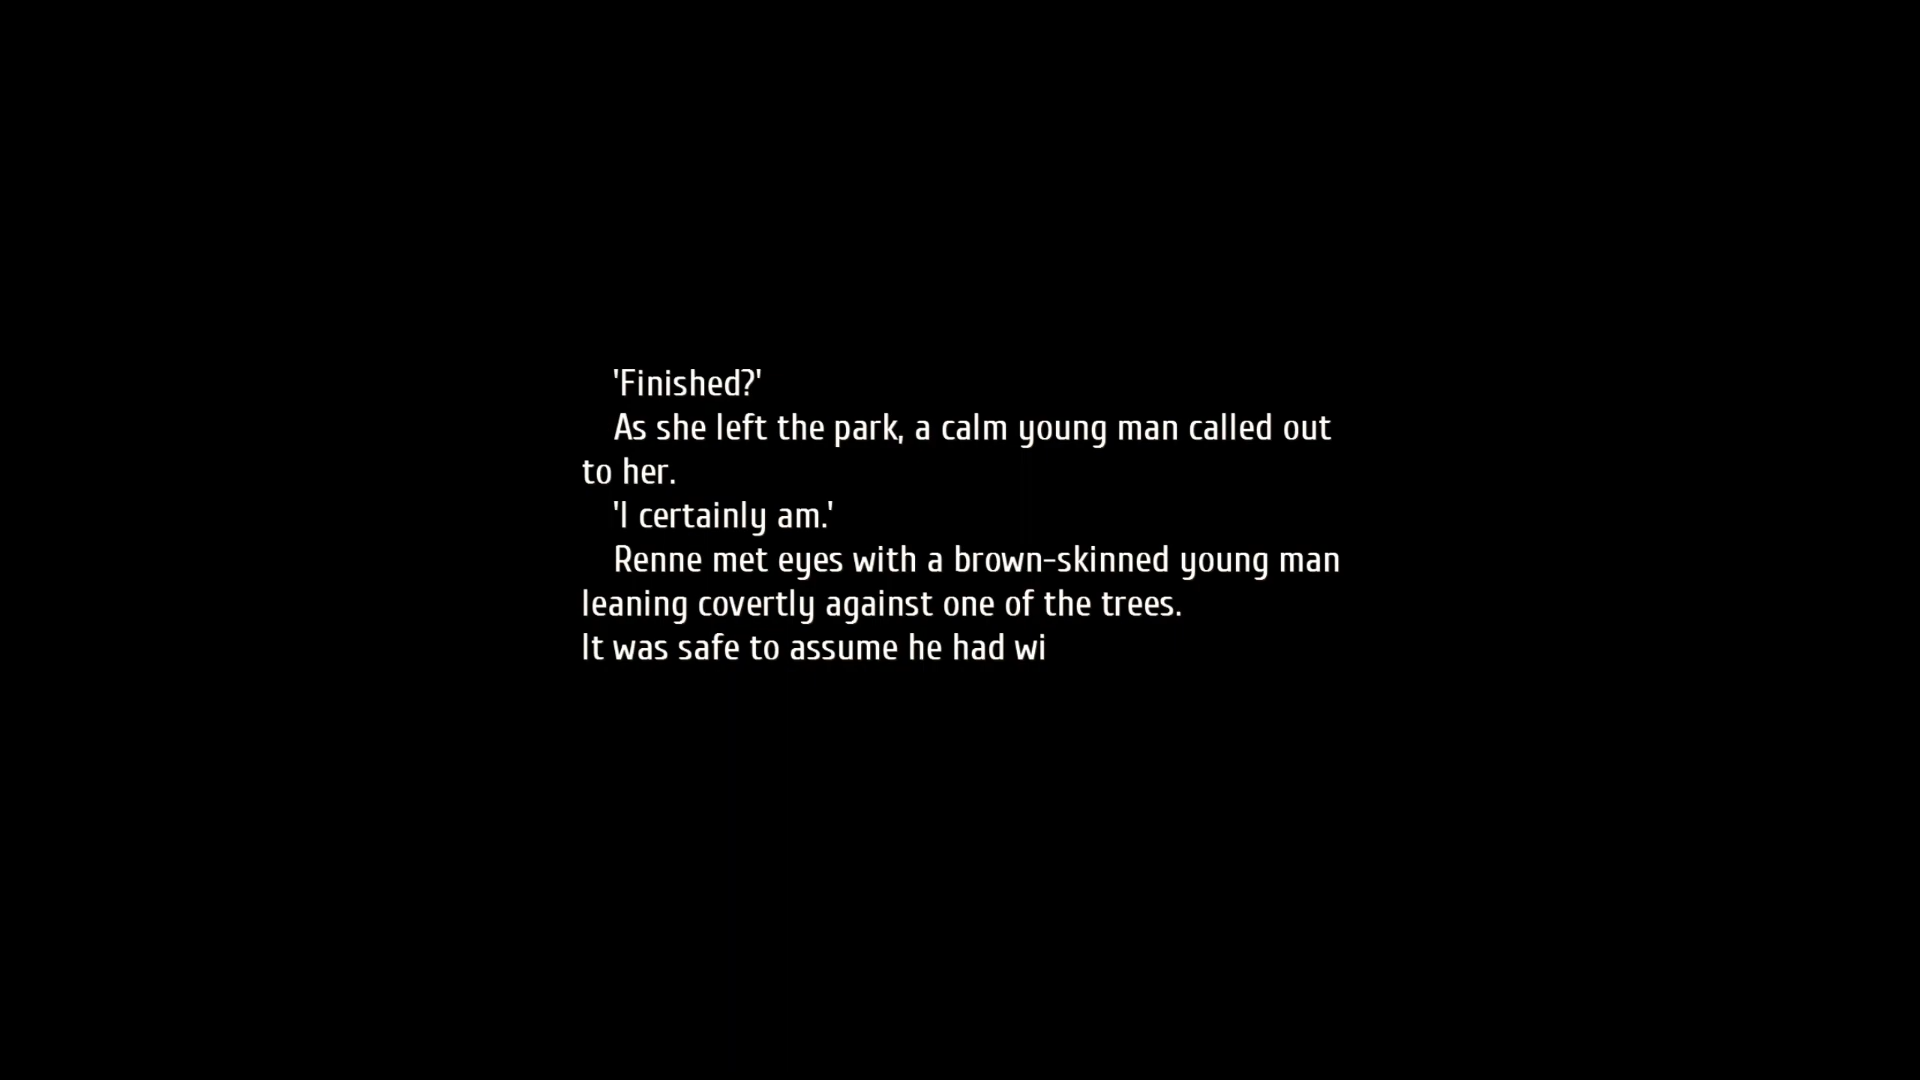 'Finished?'
As she left the park, a calm young man called out
to her.
'I certainly am.'
Renne met eyes with a brown-skinned young man
leaning covertly against one of the trees.
It was safe to assume he had wi